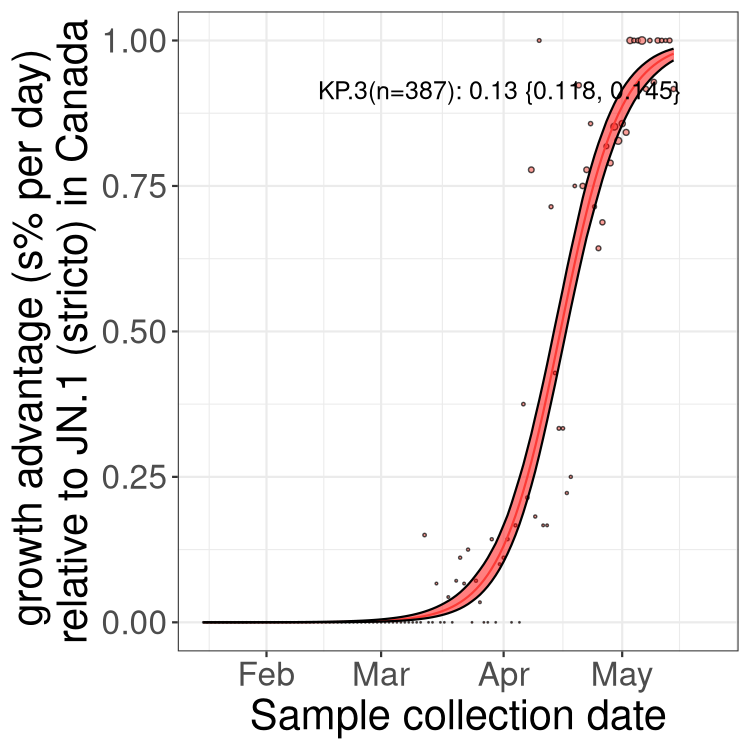 growth advantage (s% per day)
relative to JN.1 (stricto) in Canada
1.00
0.75
0.50
0.25
0.00
KP.3(n=387): 0.13 {0.118, 0.145}
Feb
Mar
Apr
May
Sample collection date